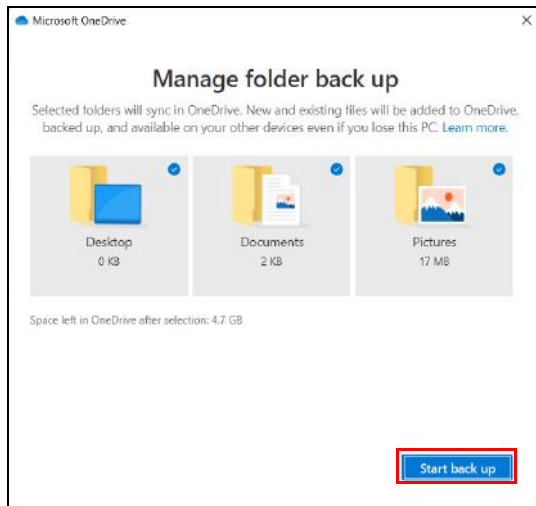 Microsoft OneDrive
Manage folder back up
Selected folders will sync in OneDrive. New and existing files will be added to OneDrive,
backed up, and available on your other devices even if you lose this PC. Learn more.
Desktop
0 KB
Documents
2 KB
Pictures
17 MB
Space left in OneDrive after selection: 4.7 GB
Start back up